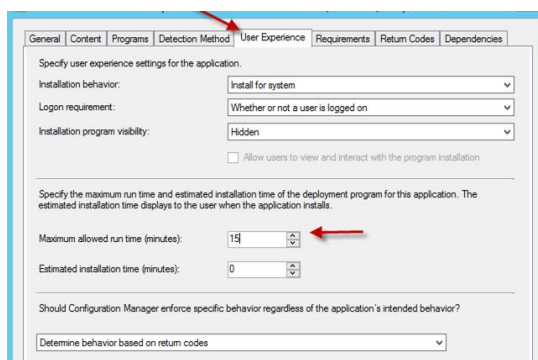 General Content Programs Detection Method User Experience Requirements Return Codes Dependencies
Specify user experience settings for the application.
Installation behavior: Install for system
Logon requirement: Whether or not a user is logged on
Installation program visibility: Hidden
Allow users to view and interact with the program installation
Specify the maximum run time and estimated installation time of the deployment program for this application. The
estimated installation time displays to the user when the application installs.
Maximum allowed run time (minutes): 15
Estimated installation time (minutes): 0
Should Configuration Manager enforce specific behavior regardless of the application's intended behavior?
Determine behavior based on return codes